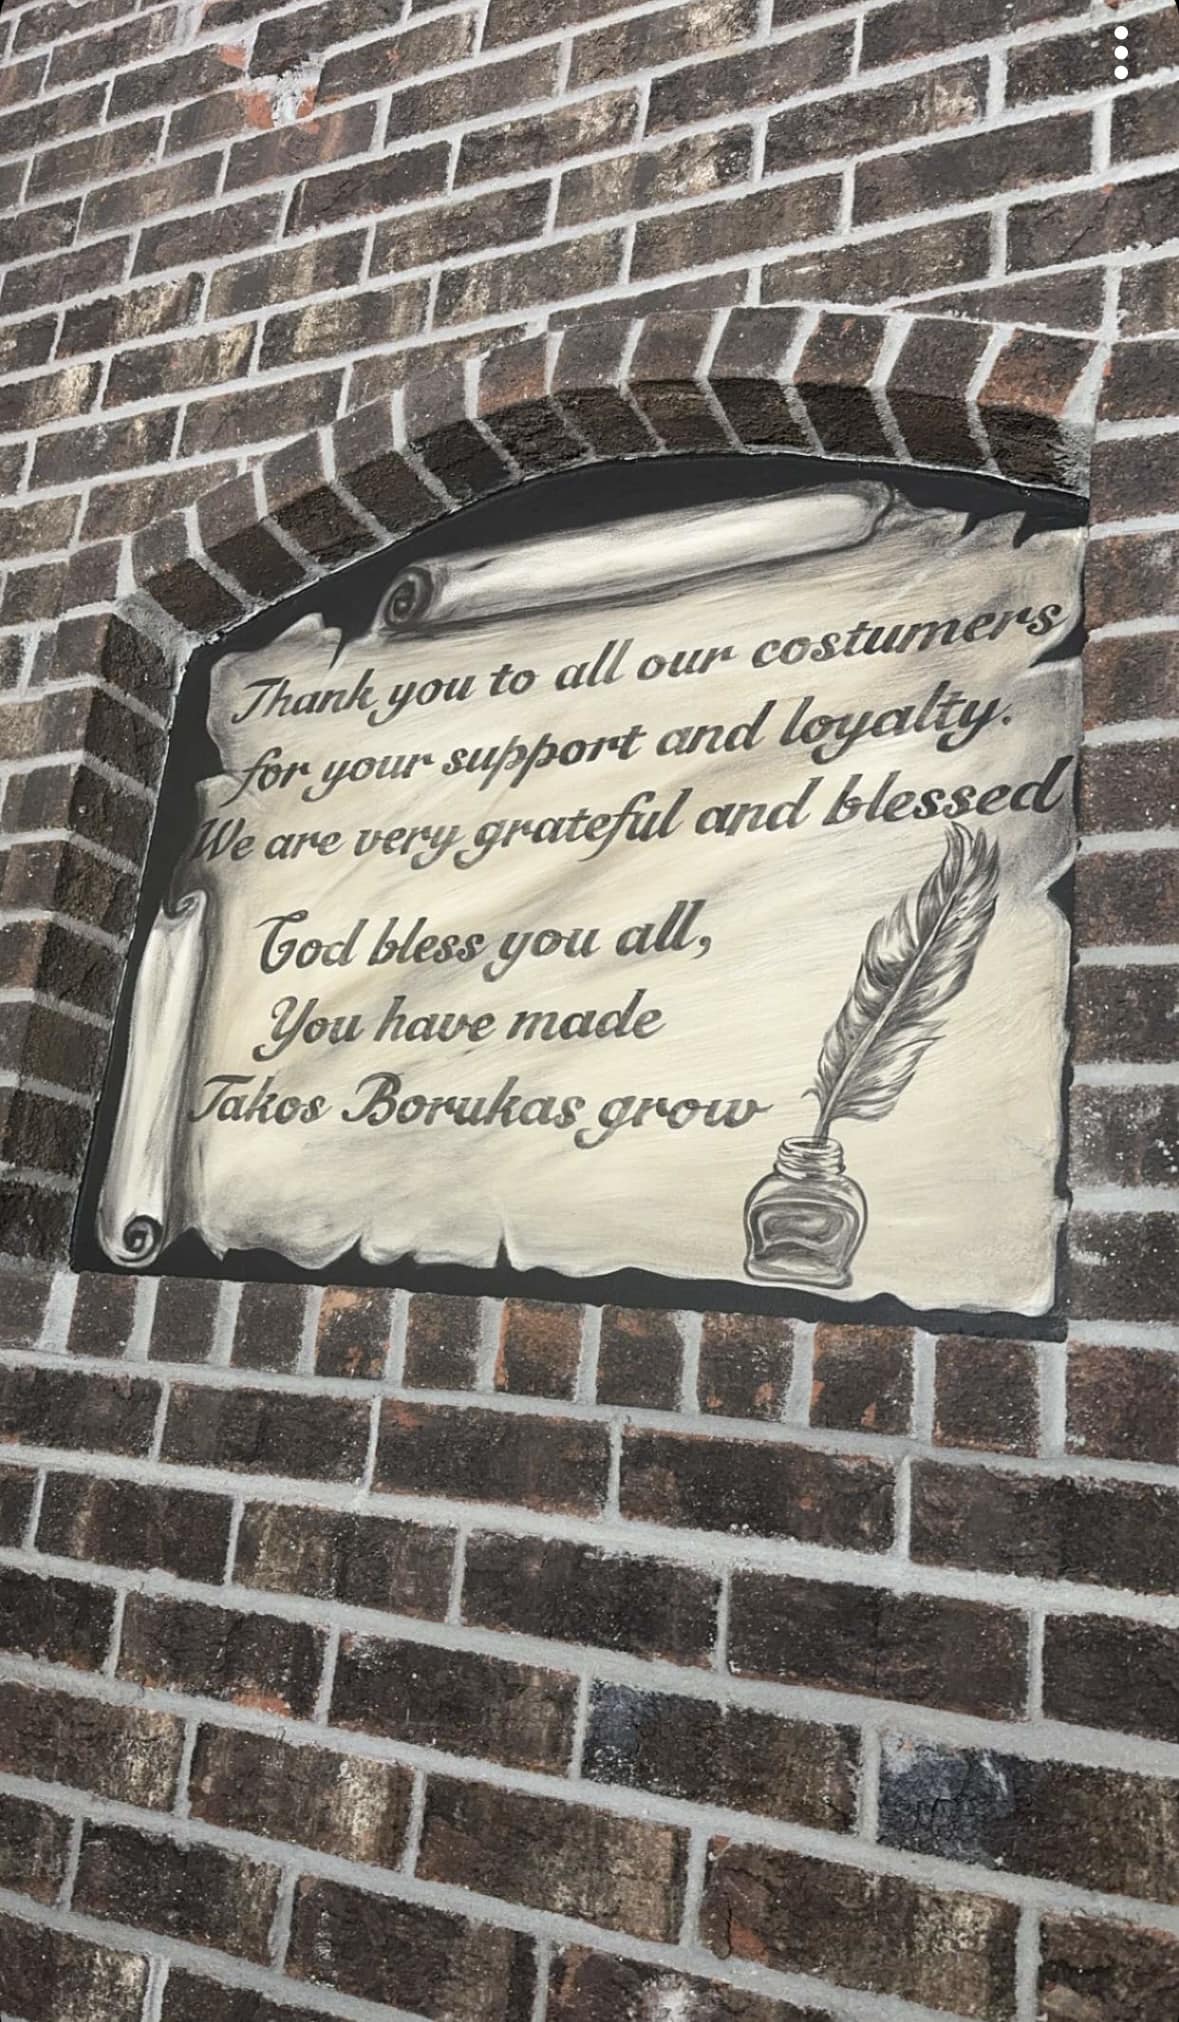 Thank you to all our costumers
for your support and loyalty.
We are very grateful and blessed
God bless you all,
You have made
Takos Borukas grow